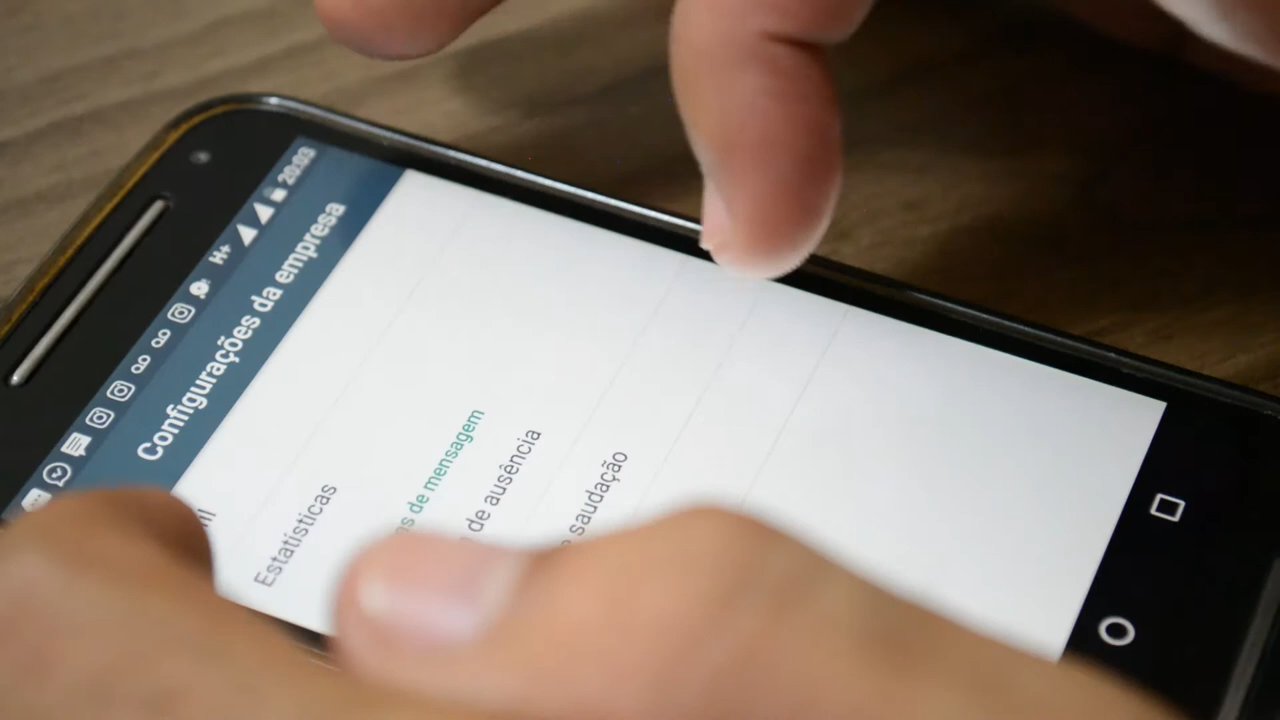 H+ 20:03
Configurações da empresa
Estatísticas
de mensagem
de ausência
saudação